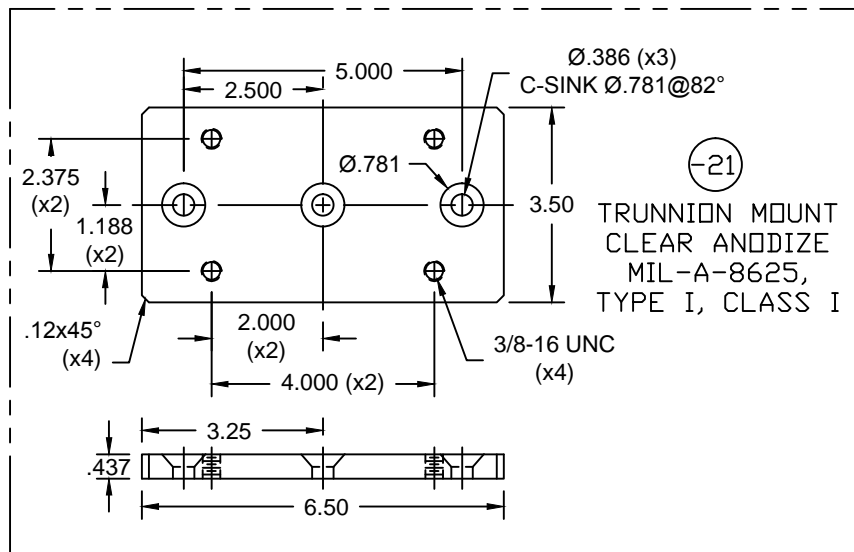 5.000
2.500
Ø.386 (x3)
C-SINK Ø.781@82°
2.375
(x2)
1.188
(x2)
Ø.781
3.50
-21
TRUNNION MOUNT
CLEAR ANODIZE
MIL-A-8625,
TYPE I, CLASS I
.12x45°
(x4)
2.000
(x2)
4.000 (x2)
3/8-16 UNC
(x4)
3.25
.437
6.50